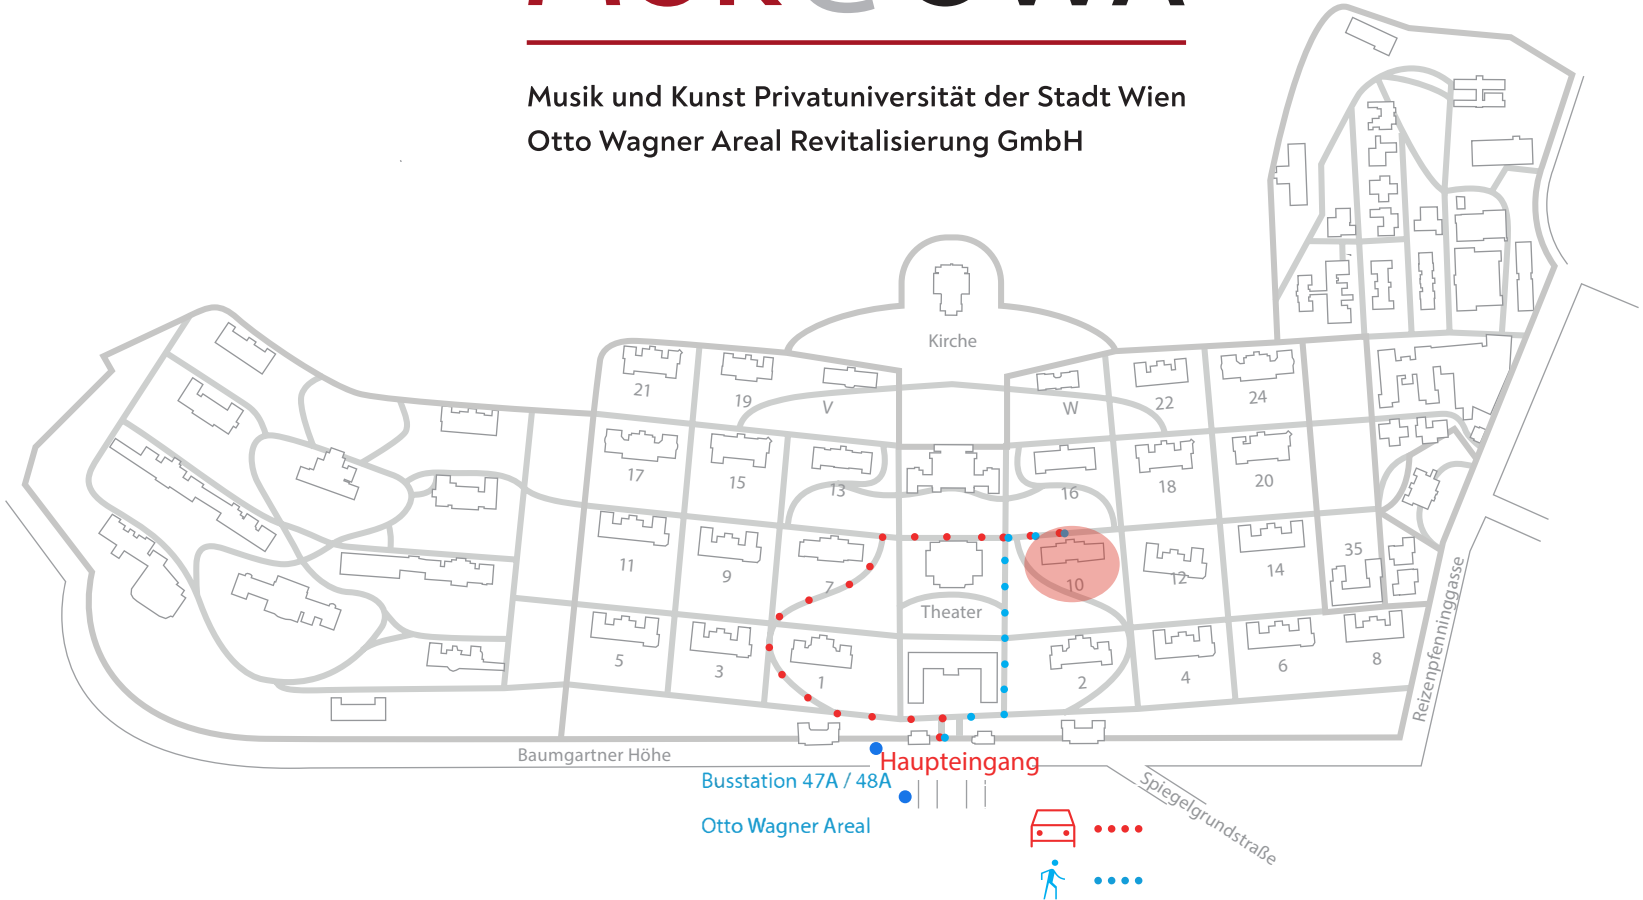 Musik und Kunst Privatuniversität der Stadt Wien
Otto Wagner Areal Revitalisierung GmbH
Kirche
21
19
V
W
22
24
17
15
13
16
18
20
11
9
7
10
12
14
35
Theater
5
3
1
2
4
6
8
Reizenpfenninggasse
Baumgartner Höhe
Haupteingang
Busstation 47A / 48A
Otto Wagner Areal
Spiegelgrundstraße